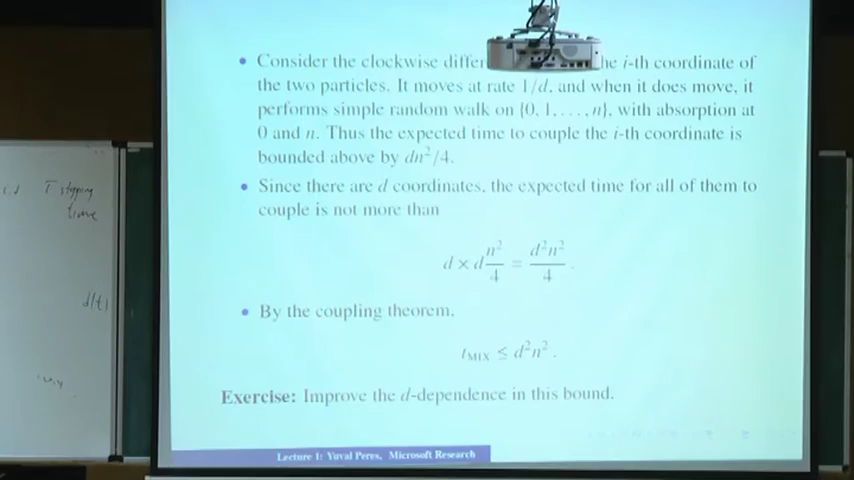 • Consider the clockwise differ he i-th coordinate of
the two particles. It moves at rate 1/d, and when it does move, it
performs simple random walk on {0, 1, . . . , n}, with absorption at
0 and n. Thus the expected time to couple the i-th coordinate is
bounded above by dn²/4.
• Since there are d coordinates, the expected time for all of them to
couple is not more than
d × d n²/4 = d²n²/4 .
• By the coupling theorem,
t_MIX ≤ d²n² .
Exercise: Improve the d-dependence in this bound.
Lecture 1: Yuval Peres, Microsoft Research
τ stopping
time
d(t)